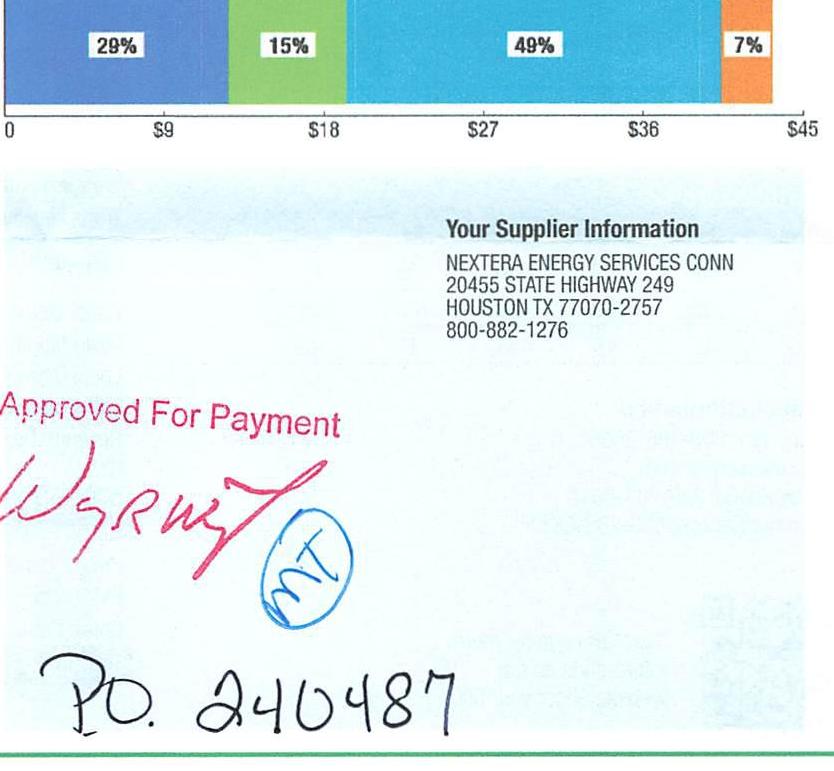 29% 15% 49% 7%
0 $9 $18 $27 $36 $45
Your Supplier Information
NEXTERA ENERGY SERVICES CONN
20455 STATE HIGHWAY 249
HOUSTON TX 77070-2757
800-882-1276
Approved For Payment
MT
P.O. 240487